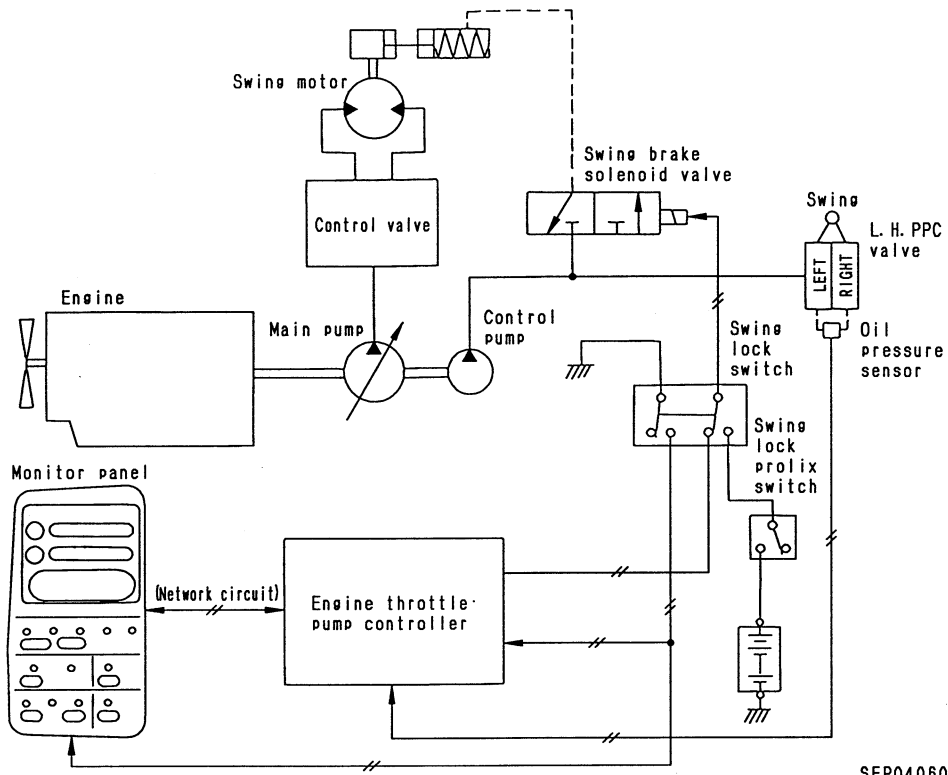 Swing motor
Swing brake
solenoid valve
Swing
L. H. PPC
valve
Control valve
LEFT
RIGHT
Engine
Main pump
Control
pump
Swing
lock
switch
Oil
pressure
sensor
Swing
lock
prolix
switch
Monitor panel
(Network circuit)
Engine throttle·
pump controller
SEP04060